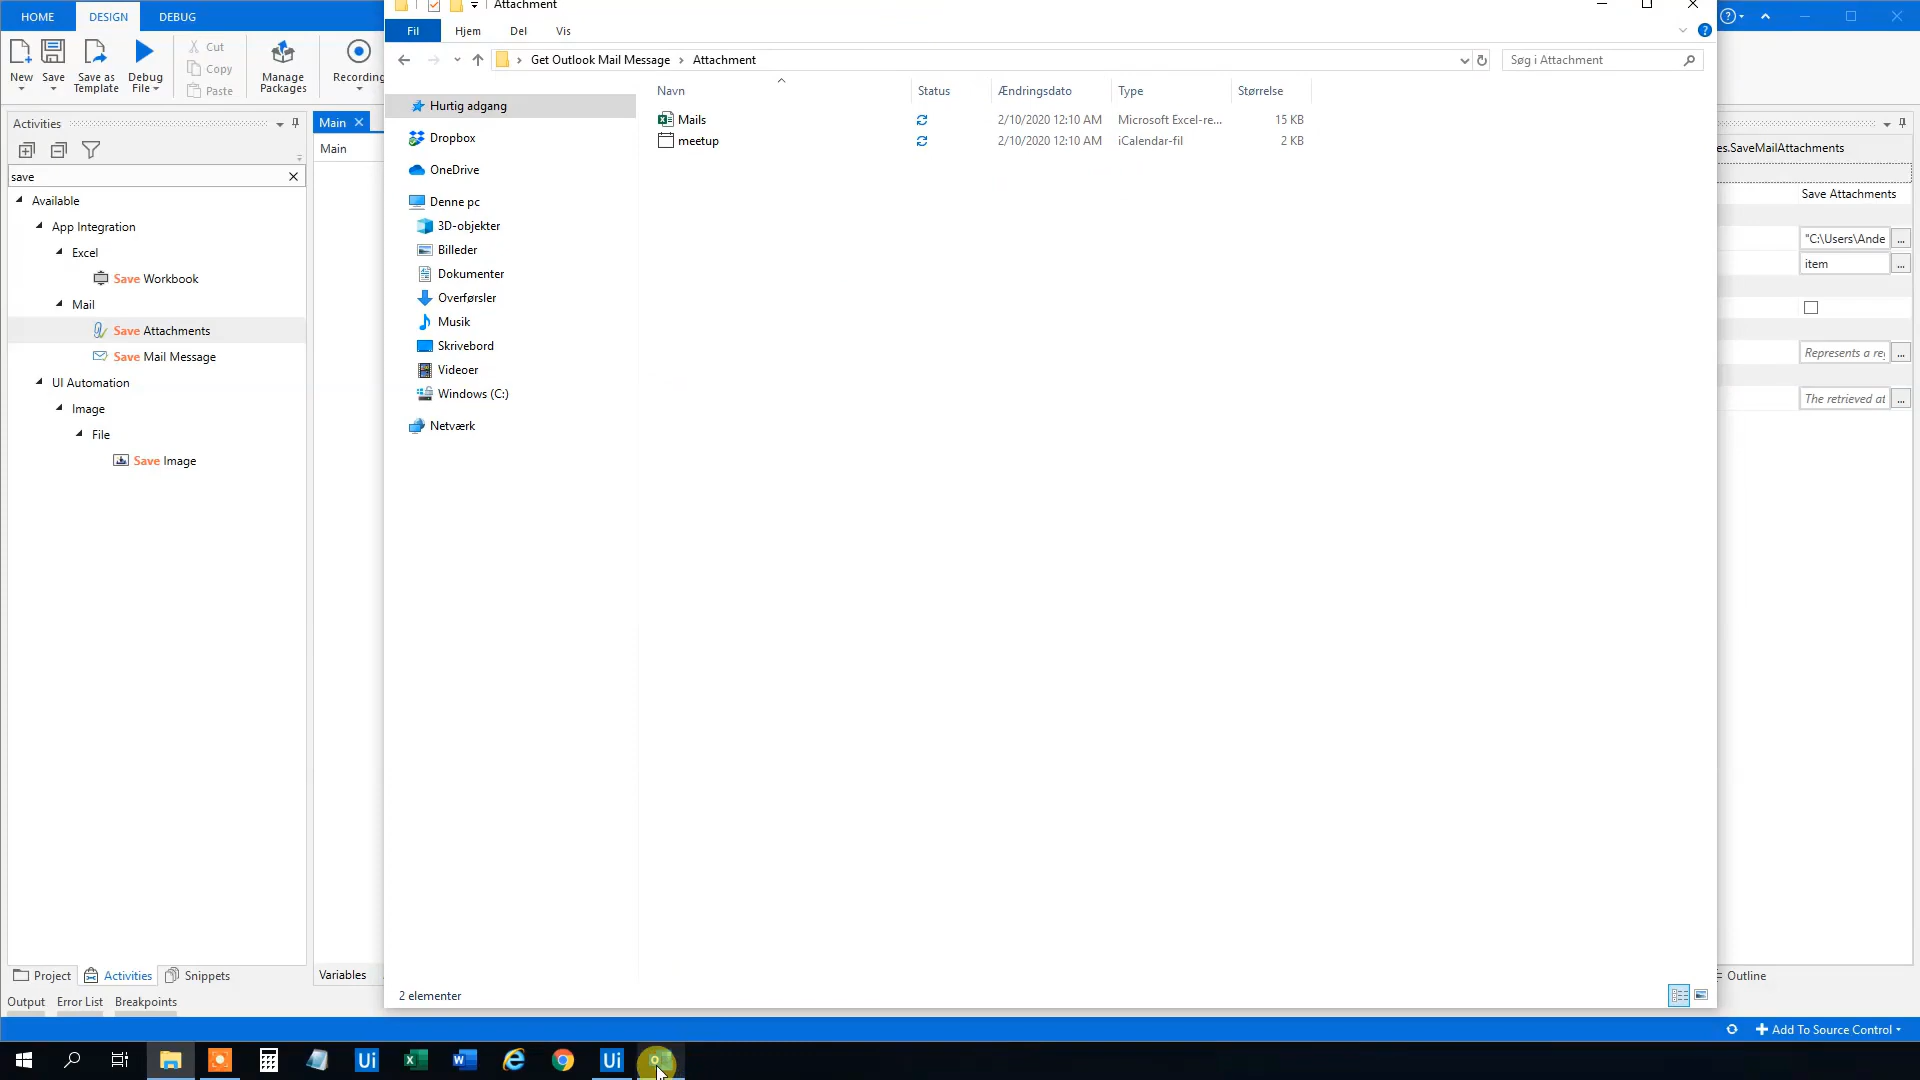 HOME DESIGN DEBUG
Attachment
Fil Hjem Del Vis
New
Save
Save as Template
Debug File
Cut
Copy
Paste
Manage Packages
Recording
Get Outlook Mail Message > Attachment
Søg i Attachment
Activities
save
Available
App Integration
Excel
Save Workbook
Mail
Save Attachments
Save Mail Message
UI Automation
Image
File
Save Image
Main
Main
Hurtig adgang
Dropbox
OneDrive
Denne pc
3D-objekter
Billeder
Dokumenter
Overførsler
Musik
Skrivebord
Videoer
Windows (C:)
Netværk
Navn Status Ændringsdato Type Størrelse
Mails 2/10/2020 12:10 AM Microsoft Excel-re... 15 KB
meetup 2/10/2020 12:10 AM iCalendar-fil 2 KB
es.SaveMailAttachments
Save Attachments
"C:\Users\Ande ...
item ...
Represents a re ...
The retrieved at ...
Project Activities Snippets
Variables
Outline
2 elementer
Output Error List Breakpoints
Add To Source Control
Ui Ui